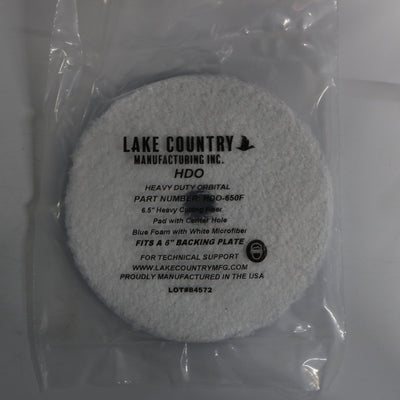 LAKE COUNTRY
MANUFACTURING INC.
HDO
HEAVY DUTY ORBITAL
PART NUMBER: HDO-650F
6.5" Heavy Cutting Fiber
Pad with Center Hole
Blue Foam with White Microfiber
FITS A 6" BACKING PLATE
FOR TECHNICAL SUPPORT
WWW.LAKECOUNTRYMFG.COM
PROUDLY MANUFACTURED IN THE USA
LOT#84572